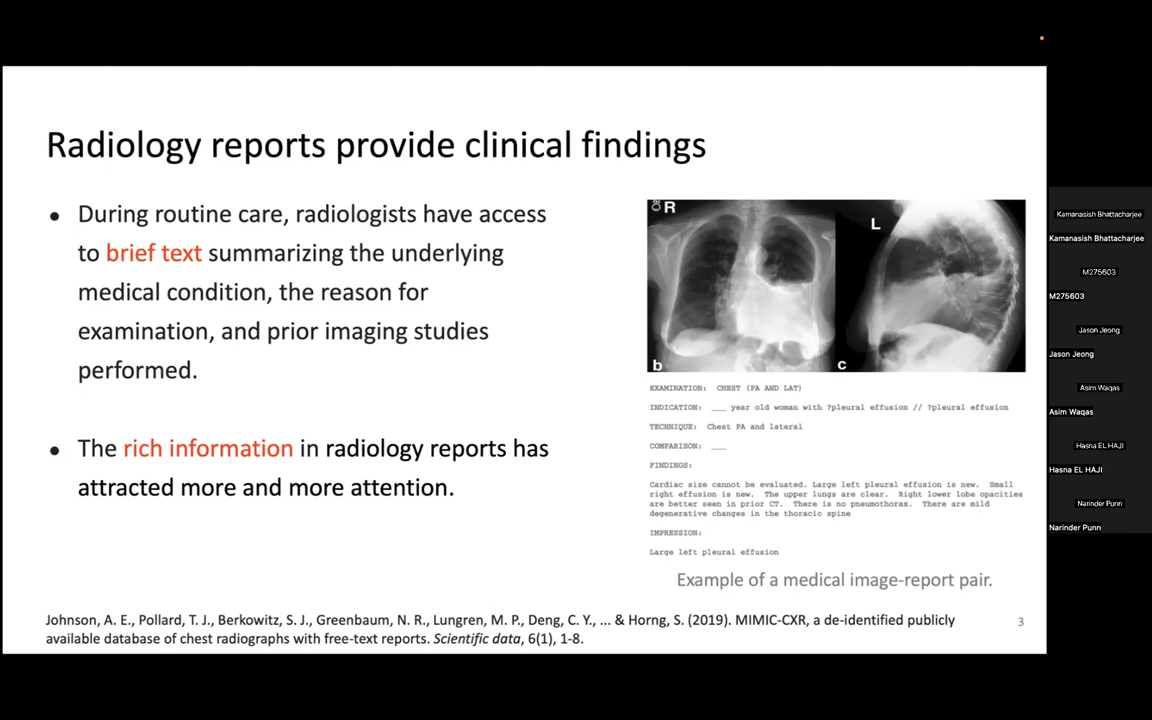 Radiology reports provide clinical findings
● During routine care, radiologists have access
to brief text summarizing the underlying
medical condition, the reason for
examination, and prior imaging studies
performed.
● The rich information in radiology reports has
attracted more and more attention.
R
L
b
c
EXAMINATION: CHEST (PA AND LAT)
INDICATION: ___ year old woman with ?pleural effusion // ?pleural effusion
TECHNIQUE: Chest PA and lateral
COMPARISON: ___
FINDINGS:
Cardiac size cannot be evaluated. Large left pleural effusion is new. Small
right effusion is new. The upper lungs are clear. Right lower lobe opacities
are better seen in prior CT. There is no pneumothorax. There are mild
degenerative changes in the thoracic spine
IMPRESSION:
Large left pleural effusion
Example of a medical image-report pair.
Johnson, A. E., Pollard, T. J., Berkowitz, S. J., Greenbaum, N. R., Lungren, M. P., Deng, C. Y., ... & Horng, S. (2019). MIMIC-CXR, a de-identified publicly
available database of chest radiographs with free-text reports. Scientific data, 6(1), 1-8.
3
Kamanasish Bhattacharjee
Kamanasish Bhattacharjee
M275603
M275603
Jason Jeong
Jason Jeong
Asim Waqas
Asim Waqas
Hasna EL HAJI
Hasna EL HAJI
Narinder Punn
Narinder Punn